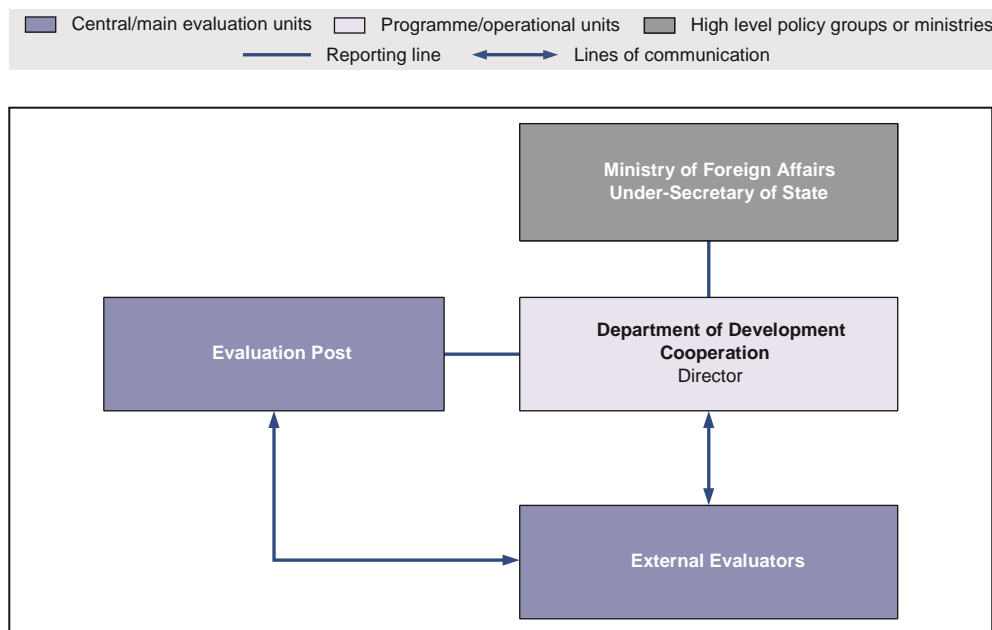 Central/main evaluation units Programme/operational units High level policy groups or ministries
Reporting line Lines of communication
Ministry of Foreign Affairs
Under-Secretary of State
Evaluation Post
Department of Development
Cooperation
Director
External Evaluators